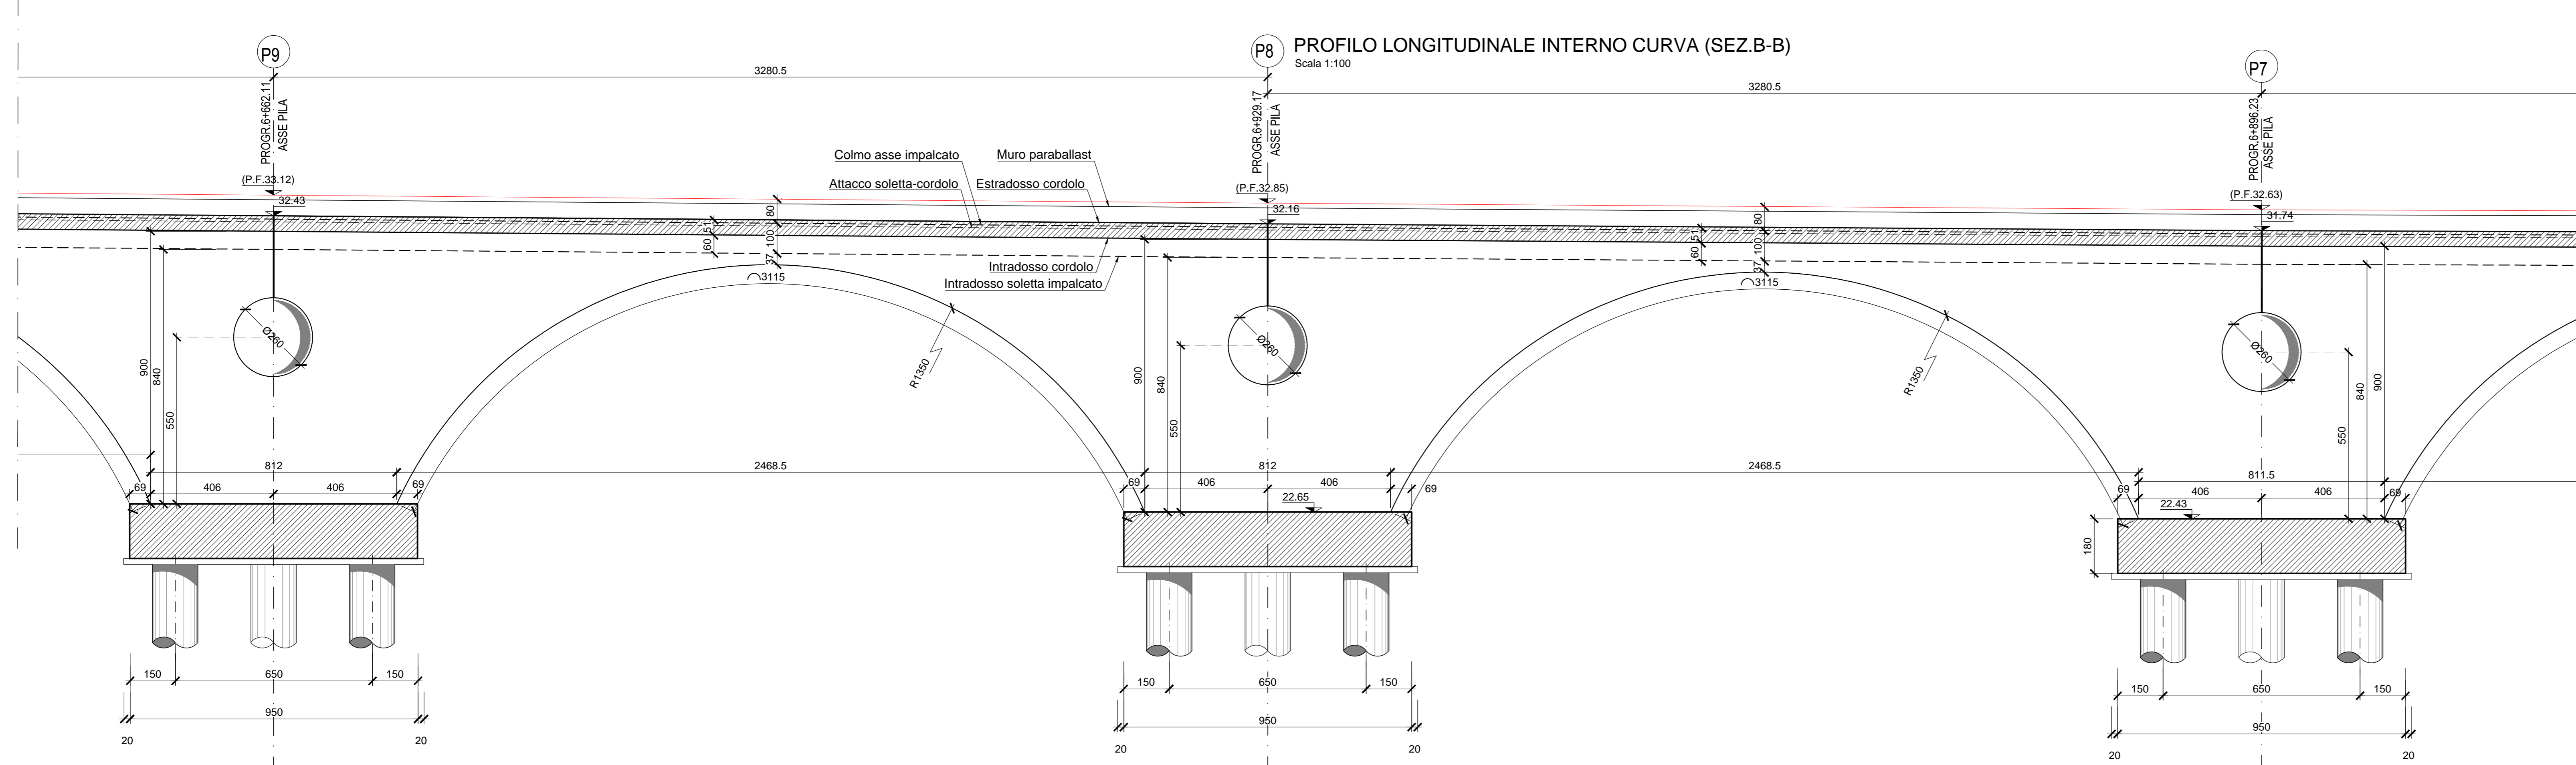 P9
P8
PROFILO LONGITUDINALE INTERNO CURVA (SEZ.B-B)
Scala 1:100
P7
3280.5
3280.5
PROGR.6+662.11
ASSE PILA
PROGR.6+929.17
ASSE PILA
PROGR.6+896.23
ASSE PILA
Colmo asse impalcato
Muro paraballast
Attacco soletta-cordolo
Estradosso cordolo
(P.F.33.12)
32.43
(P.F.32.85)
32.16
(P.F.32.63)
31.74
80
100
37
60
51
80
100
37
60
51
Intradosso cordolo
Intradosso soletta impalcato
3115
3115
Ø260
Ø260
Ø260
R1350
R1350
900
840
550
900
840
550
550
840
900
812
2468.5
812
2468.5
811.5
69
406
406
69
69
406
406
69
69
406
406
69
22.65
22.43
180
150
650
150
150
650
150
150
650
150
950
950
950
20
20
20
20
20
20